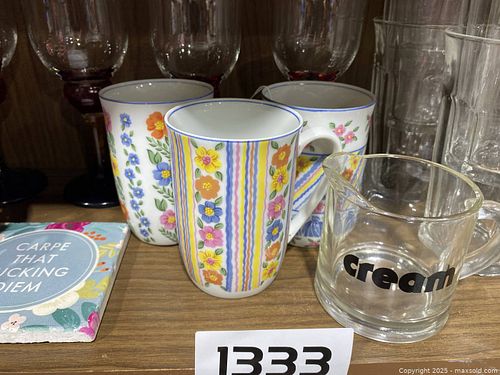 CARPE
THAT
UCKING
DIEM
cream
1333
Copyright © 2025 - maxsold.com